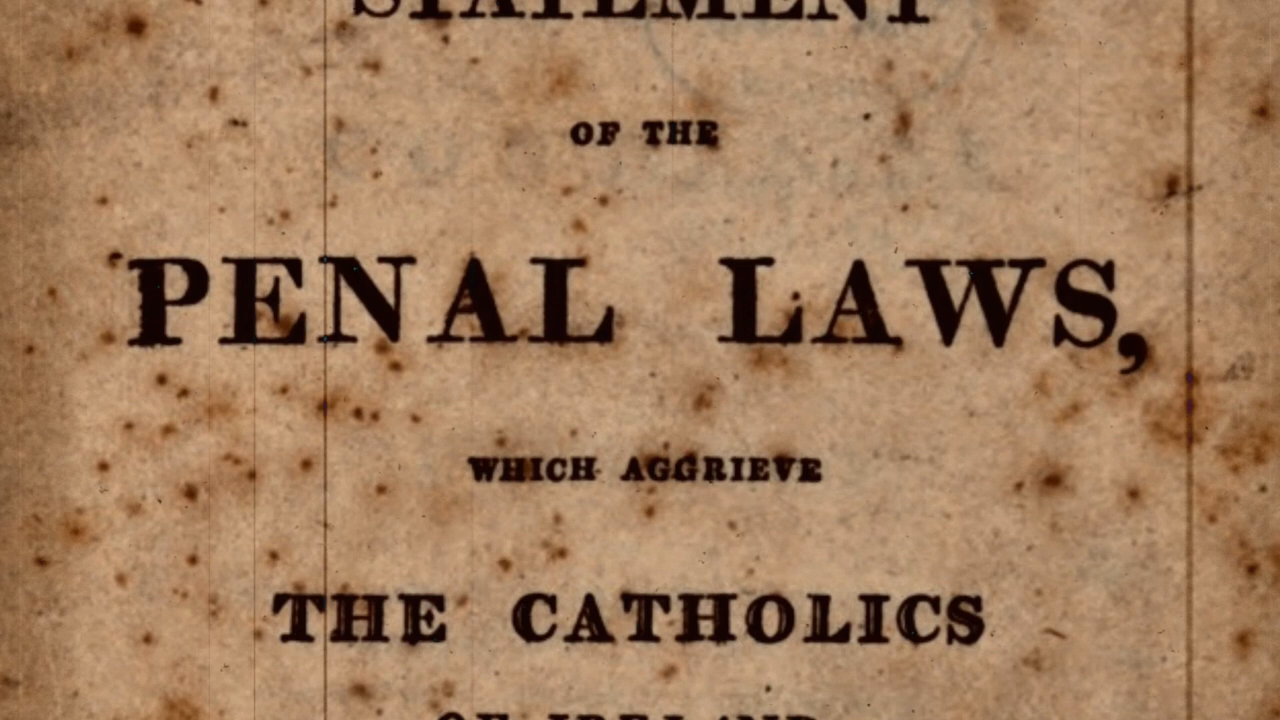 STATEMENT
OF THE
PENAL LAWS,
WHICH AGGRIEVE
THE CATHOLICS
OF IRELAND